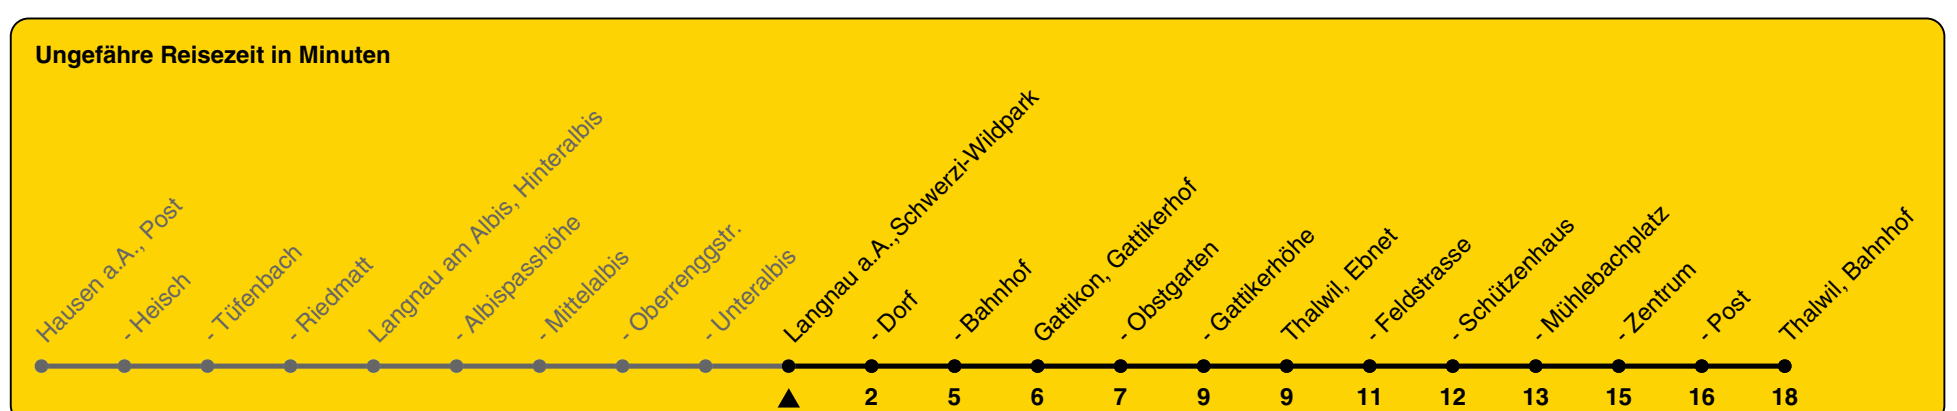 Ungefähre Reisezeit in Minuten
Hausen a.A., Post
- Heisch
- Tüfenbach
- Riedmatt
Langnau am Albis, Hinteralbis
- Albispasshöhe
- Mittelalbis
- Oberrenggstr.
- Unteralbis
Langnau a.A.,Schwerzi-Wildpark
- Dorf
- Bahnhof
Gattikon, Gattikerhof
- Obstgarten
- Gattikerhöhe
Thalwil, Ebnet
- Feldstrasse
- Schützenhaus
- Mühlebachplatz
- Zentrum
- Post
Thalwil, Bahnhof
2 5 6 7 9 9 11 12 13 15 16 18